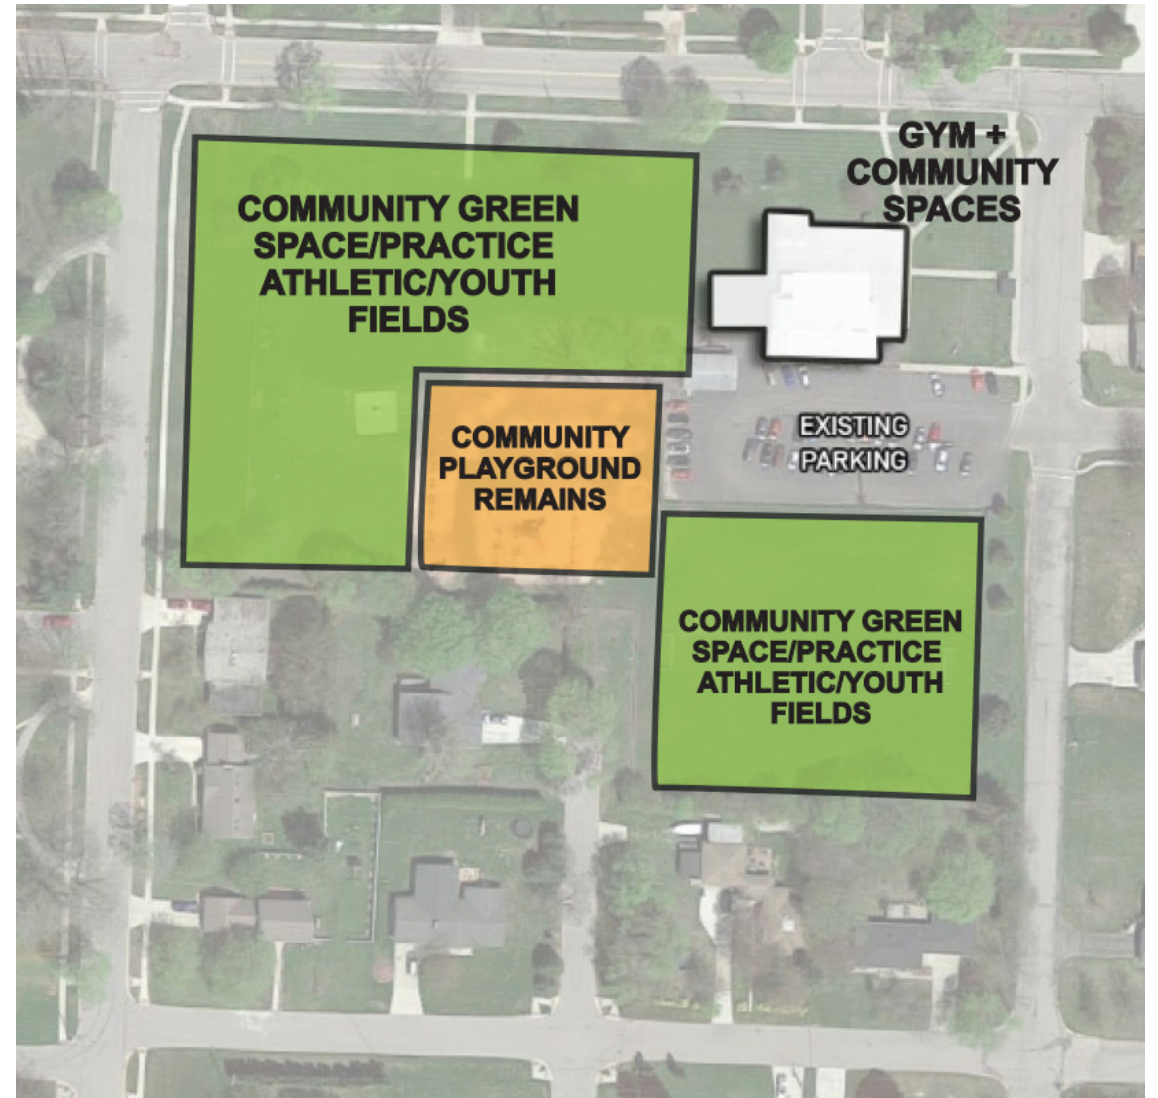 GYM +
COMMUNITY
SPACES
COMMUNITY GREEN
SPACE/PRACTICE
ATHLETIC/YOUTH
FIELDS
COMMUNITY
PLAYGROUND
REMAINS
EXISTING
PARKING
COMMUNITY GREEN
SPACE/PRACTICE
ATHLETIC/YOUTH
FIELDS